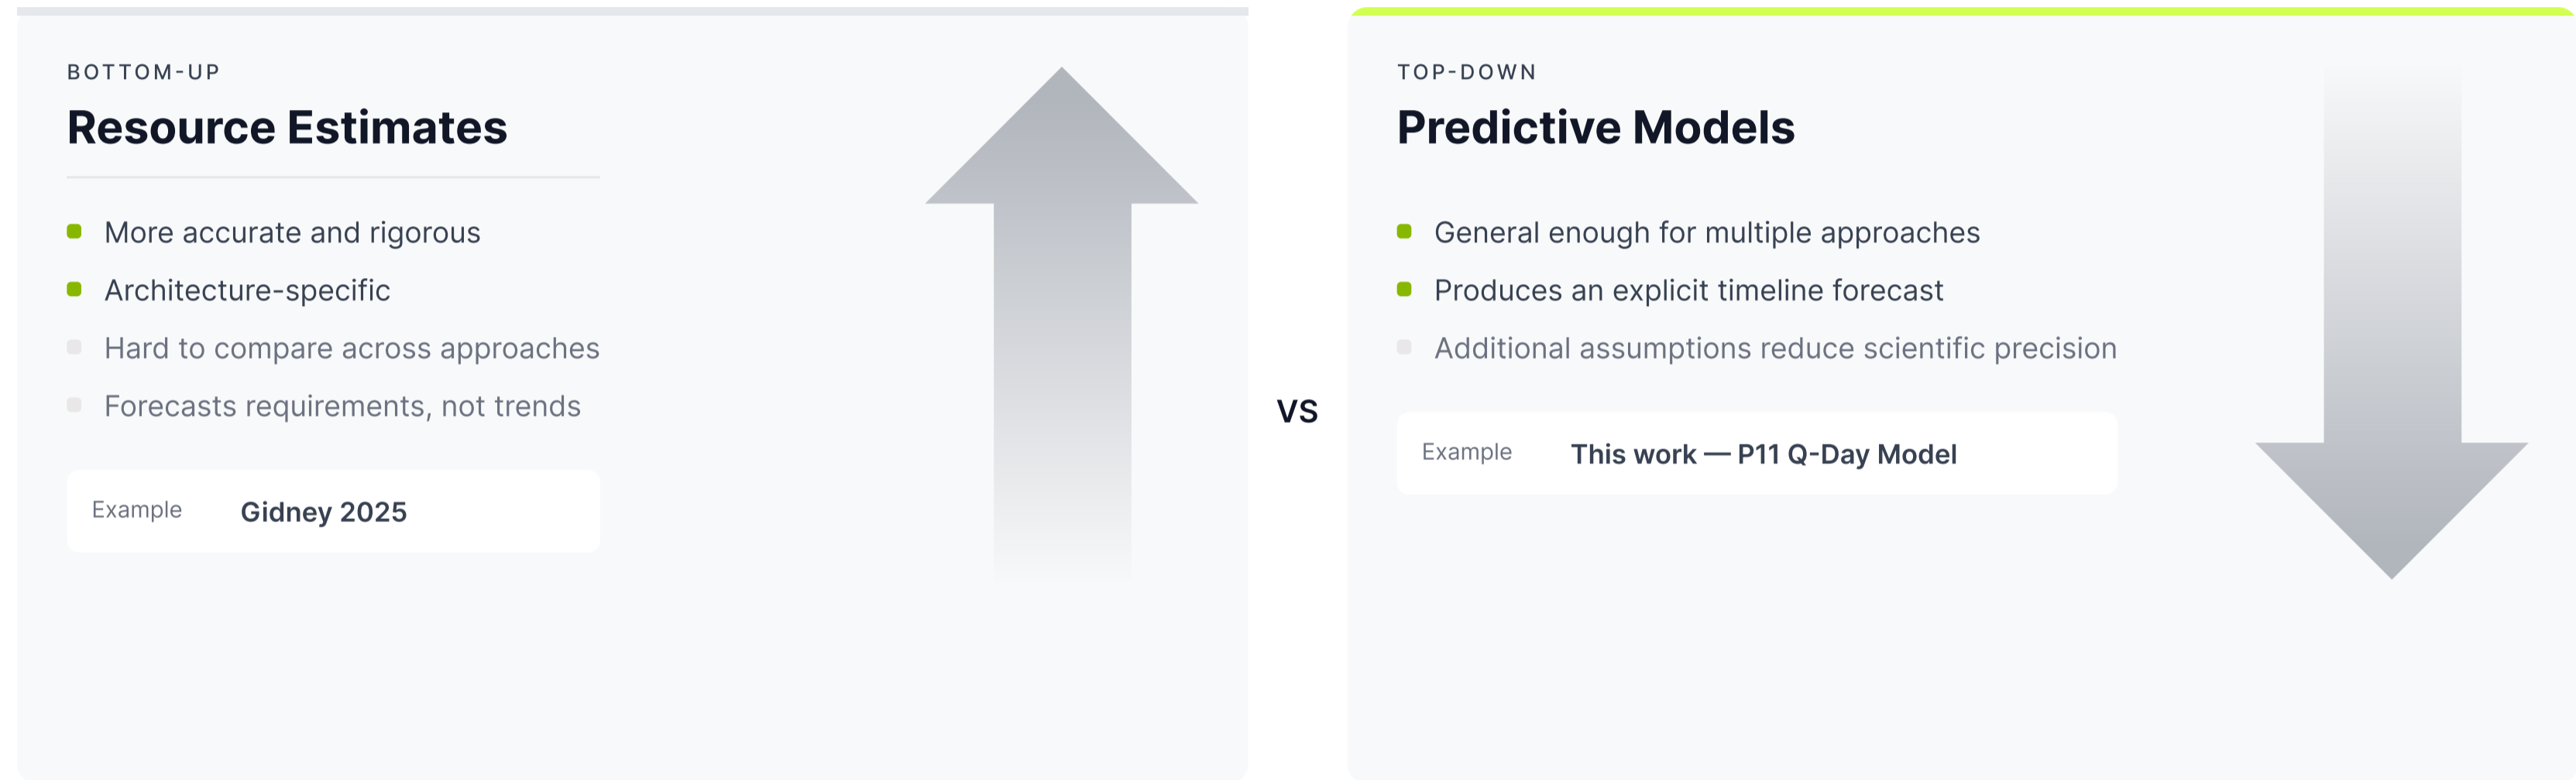 BOTTOM-UP
Resource Estimates
More accurate and rigorous
Architecture-specific
Hard to compare across approaches
Forecasts requirements, not trends
Example Gidney 2025
VS
TOP-DOWN
Predictive Models
General enough for multiple approaches
Produces an explicit timeline forecast
Additional assumptions reduce scientific precision
Example This work — P11 Q-Day Model